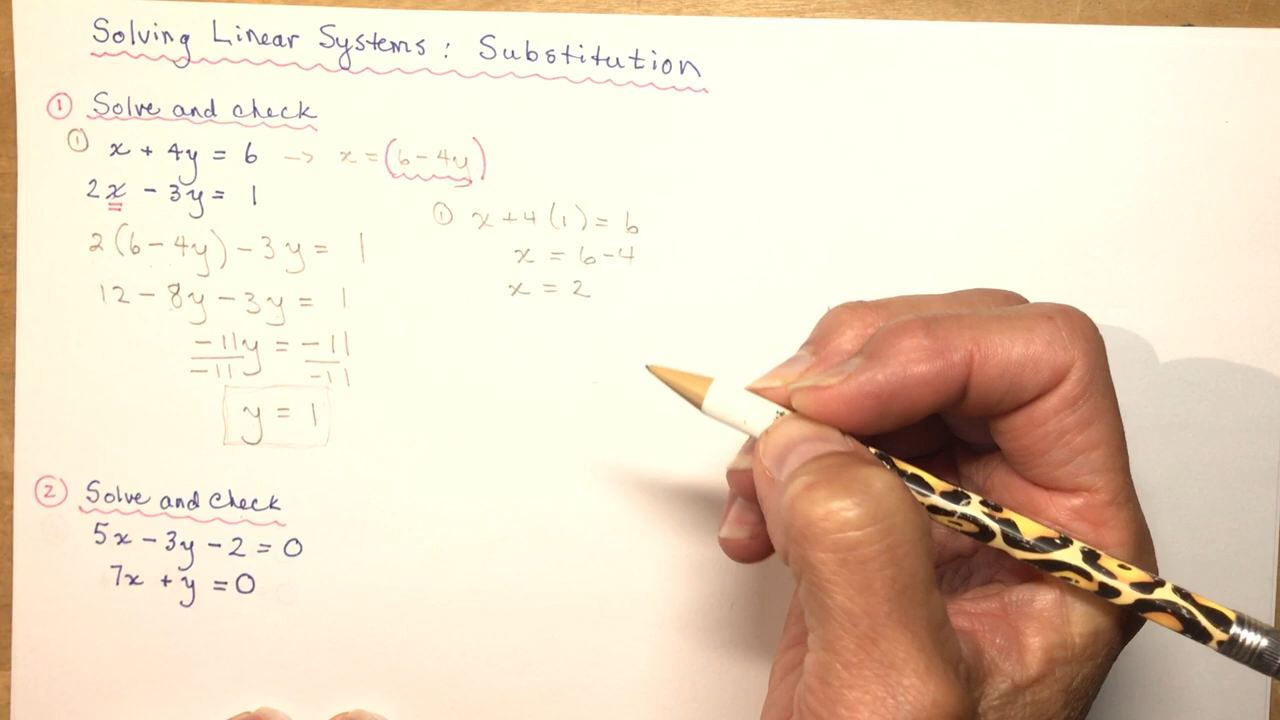 Solving Linear Systems: Substitution
① Solve and check
① x + 4y = 6 → x = (6 - 4y)
2x - 3y = 1
2(6 - 4y) - 3y = 1
12 - 8y - 3y = 1
-11y = -11
-11 -11
y = 1
① x + 4(1) = 6
x = 6 - 4
x = 2
② Solve and check
5x - 3y - 2 = 0
7x + y = 0